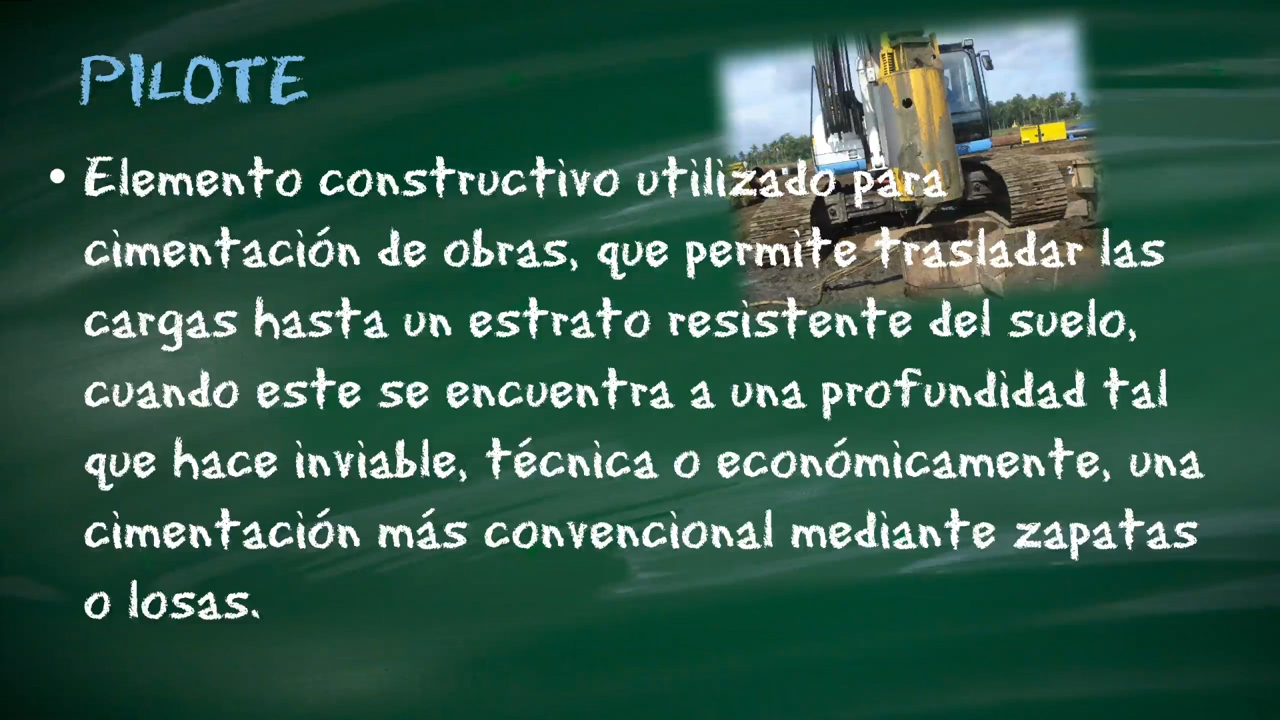 PILOTE
• Elemento constructivo utilizado para
cimentación de obras, que permite trasladar las
cargas hasta un estrato resistente del suelo,
cuando este se encuentra a una profundidad tal
que hace inviable, técnica o económicamente, una
cimentación más convencional mediante zapatas
o losas.